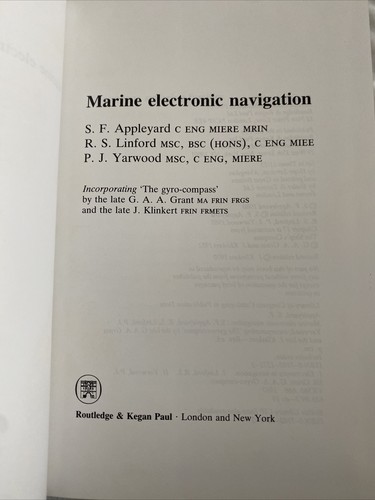 Marine electronic navigation
S. F. Appleyard C ENG MIERE MRIN
R. S. Linford MSC, BSC (HONS), C ENG MIEE
P. J. Yarwood MSC, C ENG, MIERE
Incorporating 'The gyro-compass'
by the late G. A. A. Grant MA FRIN FRGS
and the late J. Klinkert FRIN FRMETS
Routledge & Kegan Paul · London and New York